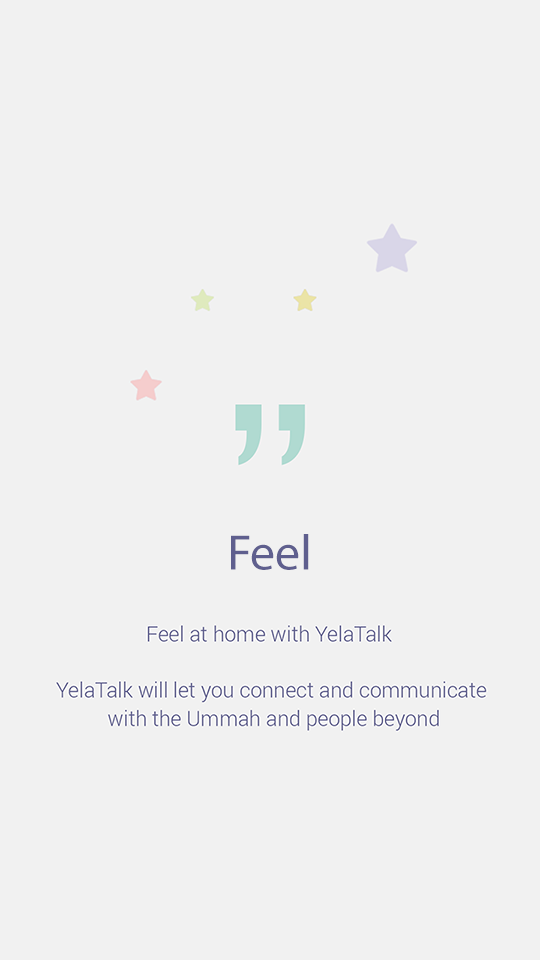 Feel
Feel at home with YelaTalk
YelaTalk will let you connect and communicate
with the Ummah and people beyond